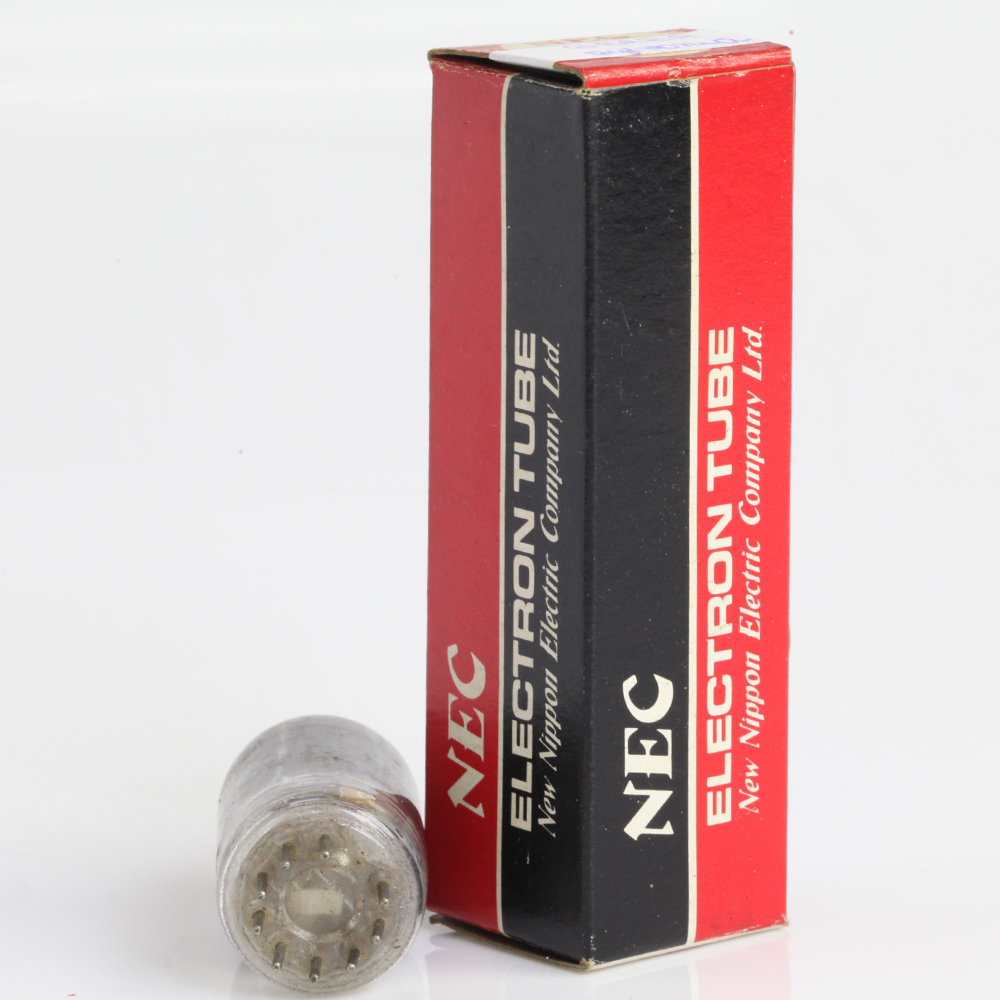 NEC
ELECTRON TUBE
New Nippon Electric Company Ltd.
NEC
ELECTRON TUBE
New Nippon Electric Company Ltd.